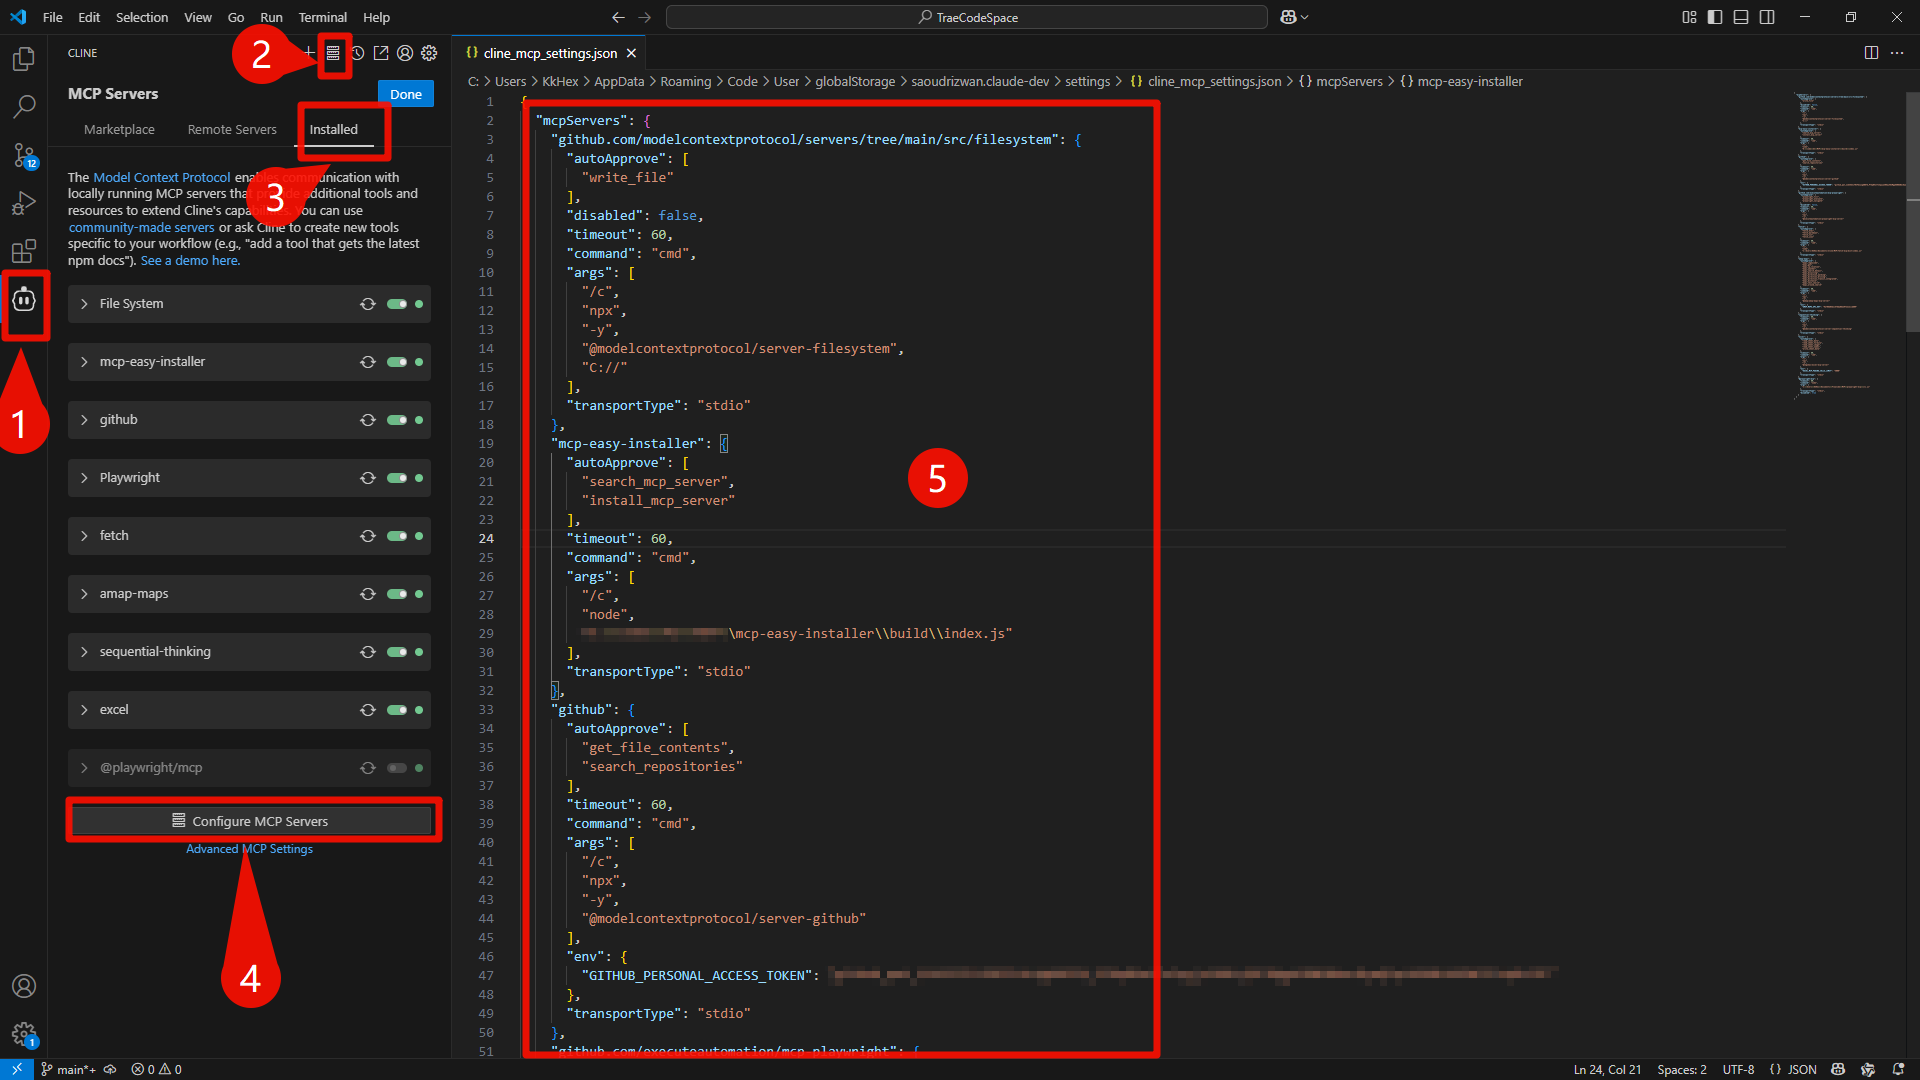 File Edit Selection View Go Run Terminal Help
TraeCodeSpace
CLINE
2
MCP Servers
Done
Marketplace Remote Servers Installed
The Model Context Protocol enables communication with
locally running MCP servers that additional tools and
resources to extend Cline's You can use
community-made servers or ask Cline to create new tools
specific to your workflow (e.g., "add a tool that gets the latest
npm docs"). See a demo here.
3
12
File System
mcp-easy-installer
github
Playwright
fetch
amap-maps
sequential-thinking
excel
@playwright/mcp
Configure MCP Servers
Advanced MCP Settings
1
4
1
cline_mcp_settings.json
C: > Users > KkHex > AppData > Roaming > Code > User > globalStorage > saoudrizwan.claude-dev > settings > {} cline_mcp_settings.json > {} mcpServers > {} mcp-easy-installer
1 {
2 "mcpServers": {
3 "github.com/modelcontextprotocol/servers/tree/main/src/filesystem": {
4 "autoApprove": [
5 "write_file"
6 ],
7 "disabled": false,
8 "timeout": 60,
9 "command": "cmd",
10 "args": [
11 "/c",
12 "npx",
13 "-y",
14 "@modelcontextprotocol/server-filesystem",
15 "C://"
16 ],
17 "transportType": "stdio"
18 },
19 "mcp-easy-installer": {
20 "autoApprove": [
21 "search_mcp_server",
22 "install_mcp_server"
23 ],
24 "timeout": 60,
25 "command": "cmd",
26 "args": [
27 "/c",
28 "node",
29 \mcp-easy-installer\\build\\index.js"
30 ],
31 "transportType": "stdio"
32 },
33 "github": {
34 "autoApprove": [
35 "get_file_contents",
36 "search_repositories"
37 ],
38 "timeout": 60,
39 "command": "cmd",
40 "args": [
41 "/c",
42 "npx",
43 "-y",
44 "@modelcontextprotocol/server-github"
45 ],
46 "env": {
47 "GITHUB_PERSONAL_ACCESS_TOKEN":
48 },
49 "transportType": "stdio"
50 },
51 "github.com/executeautomation/mcp-playwright": {
5
main*+ 0 0
Ln 24, Col 21 Spaces: 2 UTF-8 {} JSON